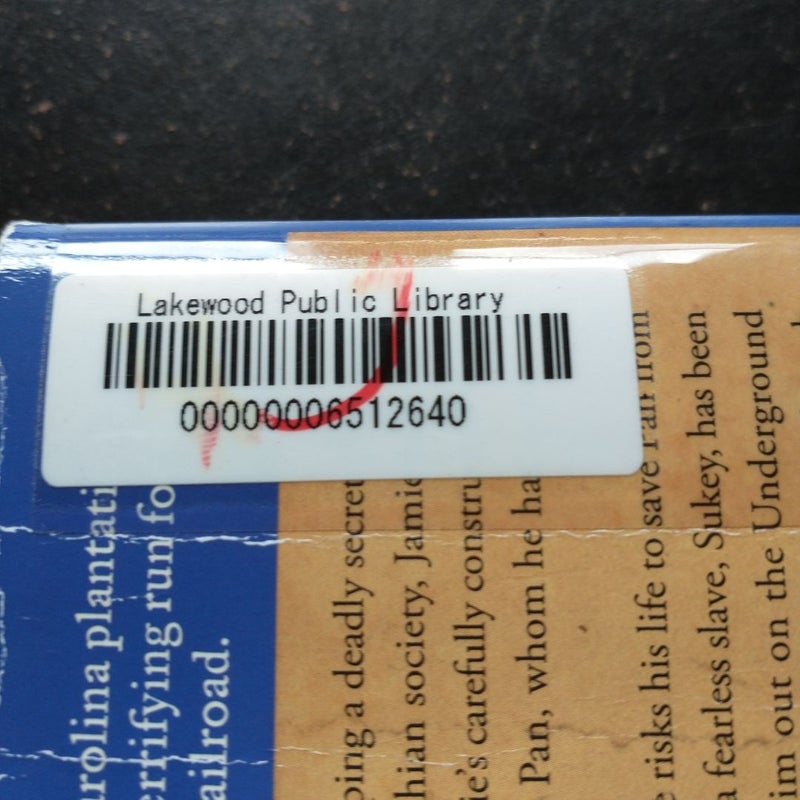 Lakewood Public Library
00000006512640
arolina plantati
errifying run fo
ailroad.
ping a deadly secret
hian society, Jamie
ie's carefully constru
Pan, whom he ha
e risks his life to save Pan from
a fearless slave, Sukey, has been
im out on the Underground